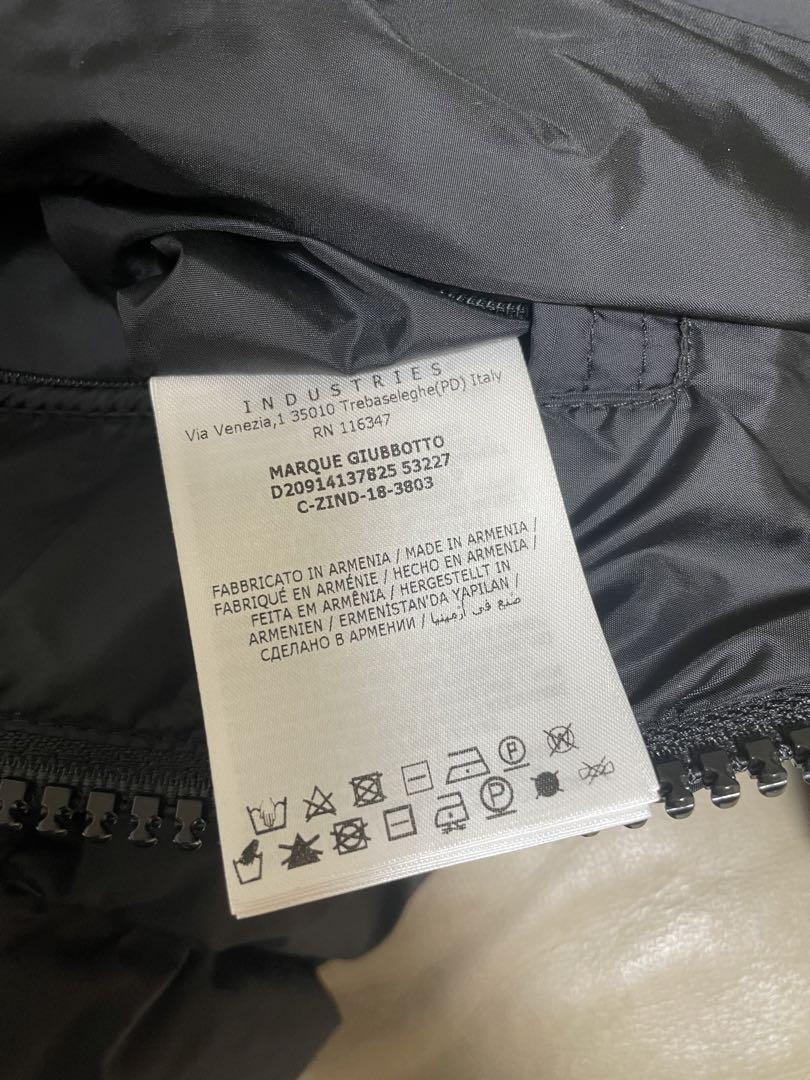 INDUSTRIES
Via Venezia,1 35010 Trebaseleghe(PD) Italy
RN 116347
MARQUE GIUBBOTTO
D20914137825 53227
C-ZIND-18-3803
FABBRICATO IN ARMENIA / MADE IN ARMENIA /
FABRIQUÉ EN ARMÉNIE / HECHO EN ARMENIA /
FEITA EM ARMÊNIA / HERGESTELLT IN
ARMENIEN / ERMENİSTAN'DA YAPILAN /
СДЕЛАНО В АРМЕНИИ / صُنع في أرمينيا
P W
P